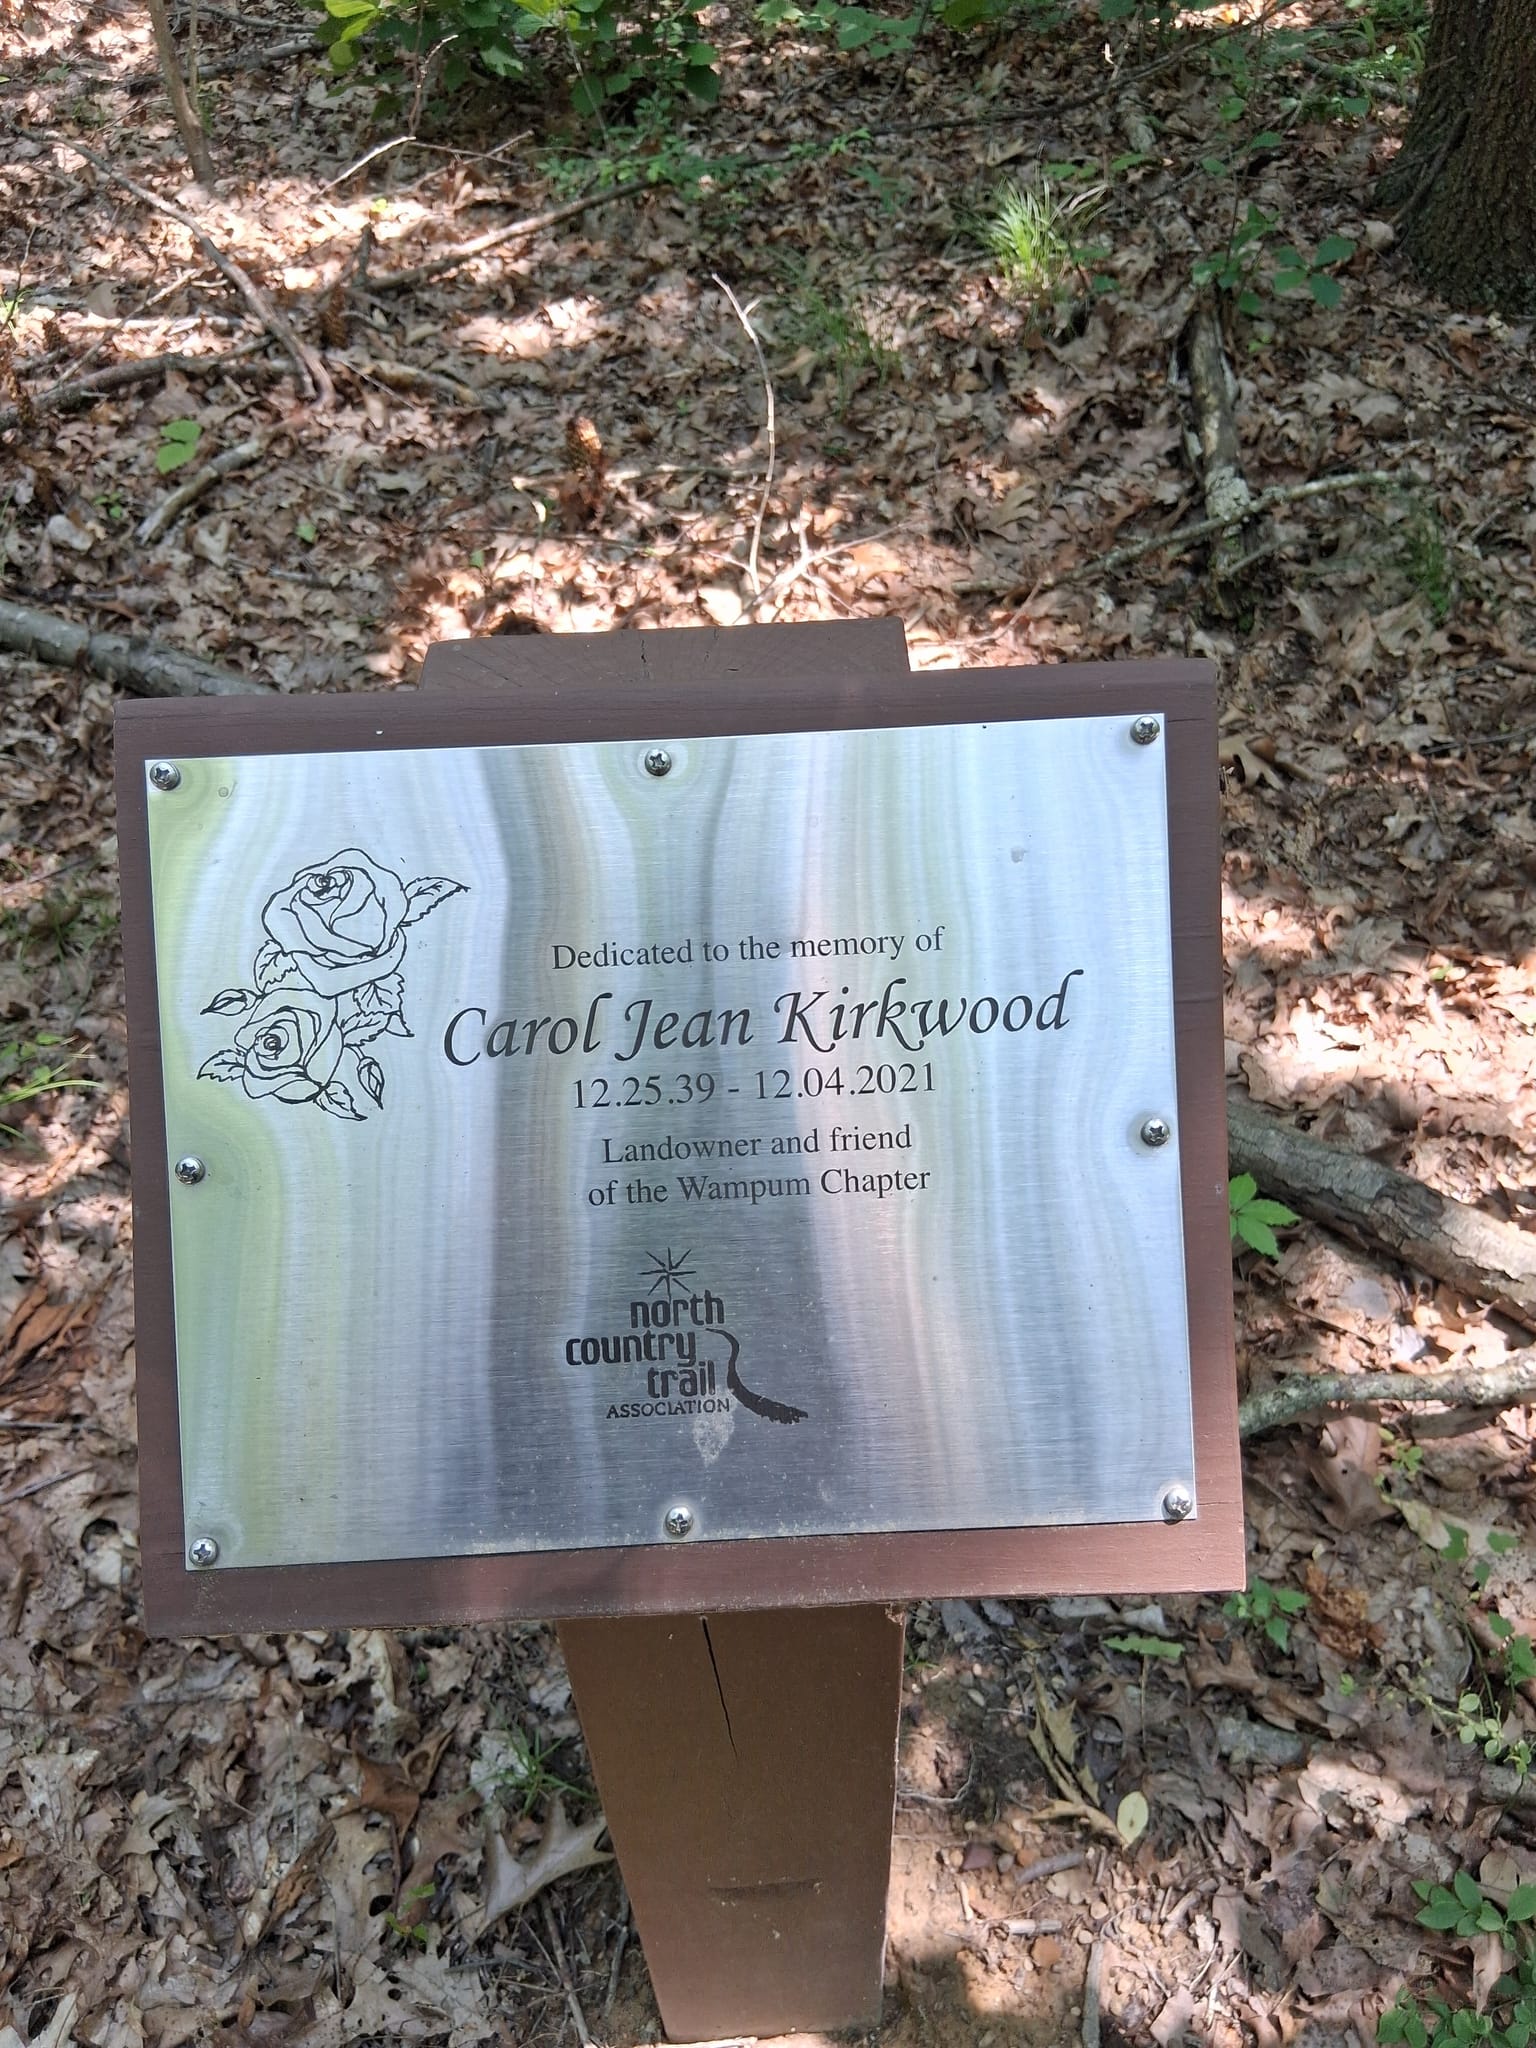 Dedicated to the memory of
Carol Jean Kirkwood
12.25.39 - 12.04.2021
Landowner and friend
of the Wampum Chapter
north
country
trail
ASSOCIATION